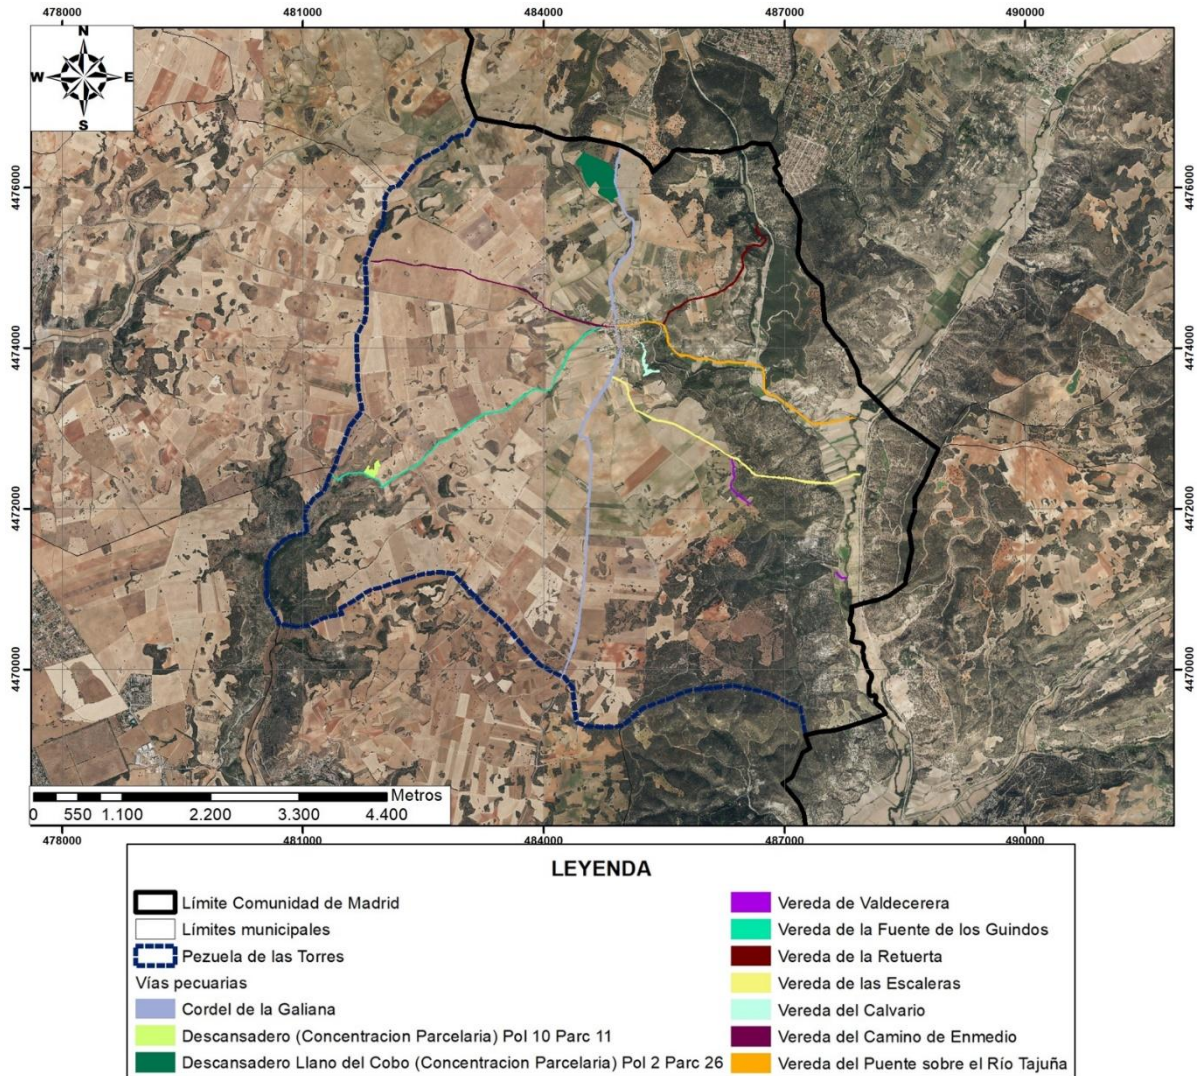 478000 481000 484000 487000 490000
N
W E
S
4476000 4476000
4474000 4474000
4472000 4472000
4470000 4470000
Metros
0 550 1.100 2.200 3.300 4.400
478000 481000 484000 487000 490000
LEYENDA
Límite Comunidad de Madrid
Límites municipales
Pezuela de las Torres
Vías pecuarias
Cordel de la Galiana
Descansadero (Concentracion Parcelaria) Pol 10 Parc 11
Descansadero Llano del Cobo (Concentracion Parcelaria) Pol 2 Parc 26
Vereda de Valdecerera
Vereda de la Fuente de los Guindos
Vereda de la Retuerta
Vereda de las Escaleras
Vereda del Calvario
Vereda del Camino de Enmedio
Vereda del Puente sobre el Río Tajuña